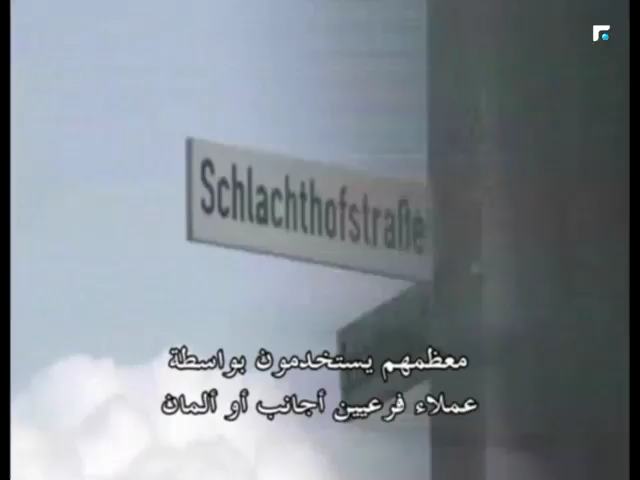 Schlachthofstraße
معظمهم يستخدمون بواسطة
عملاء فرعيين أجانب أو ألمان